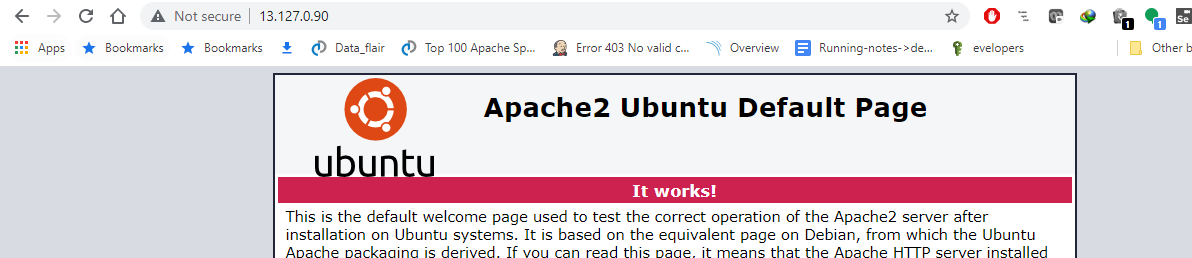 Not secure | 13.127.0.90
1
1
Se
Apps Bookmarks Bookmarks Data_flair Top 100 Apache Sp... Error 403 No valid c... Overview Running-notes->de... evelopers Other b
Apache2 Ubuntu Default Page
ubuntu
It works!
This is the default welcome page used to test the correct operation of the Apache2 server after
installation on Ubuntu systems. It is based on the equivalent page on Debian, from which the Ubuntu
Apache packaging is derived. If you can read this page, it means that the Apache HTTP server installed